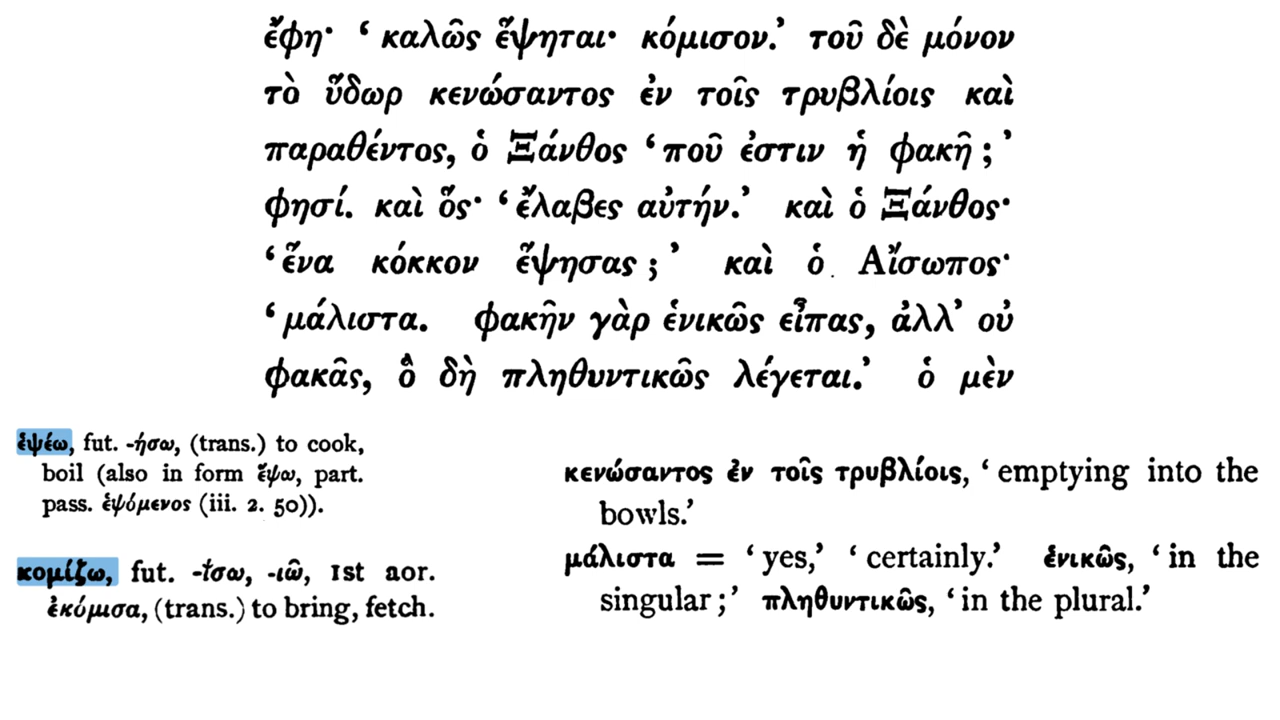 ἔφη· ‘ καλῶς ἕψηται· κόμισον.’ τοῦ δὲ μόνον
τὸ ὕδωρ κενώσαντος ἐν τοῖς τρυβλίοις καὶ
παραθέντος, ὁ Ξάνθος ‘ ποῦ ἐστιν ἡ φακῆ ; ’
φησί. καὶ ὅς· ‘ ἔλαβες αὐτήν.’ καὶ ὁ Ξάνθος·
‘ ἕνα κόκκον ἕψησας ; ’ καὶ ὁ Αἴσωπος·
‘ μάλιστα. φακῆν γὰρ ἑνικῶς εἶπας, ἀλλ’ οὐ
φακᾶς, ὃ δὴ πληθυντικῶς λέγεται.’ ὁ μὲν
ἑψέω, fut. -ήσω, (trans.) to cook,
boil (also in form ἕψω, part.
pass. ἑψόμενος (iii. 2. 50)).
κομίζω, fut. -ίσω, -ιῶ, 1st aor.
ἐκόμισα, (trans.) to bring, fetch.
κενώσαντος ἐν τοῖς τρυβλίοις, ‘ emptying into the
bowls.’
μάλιστα = ‘ yes,’ ‘ certainly.’ ἑνικῶς, ‘ in the
singular ;’ πληθυντικῶς, ‘ in the plural.’